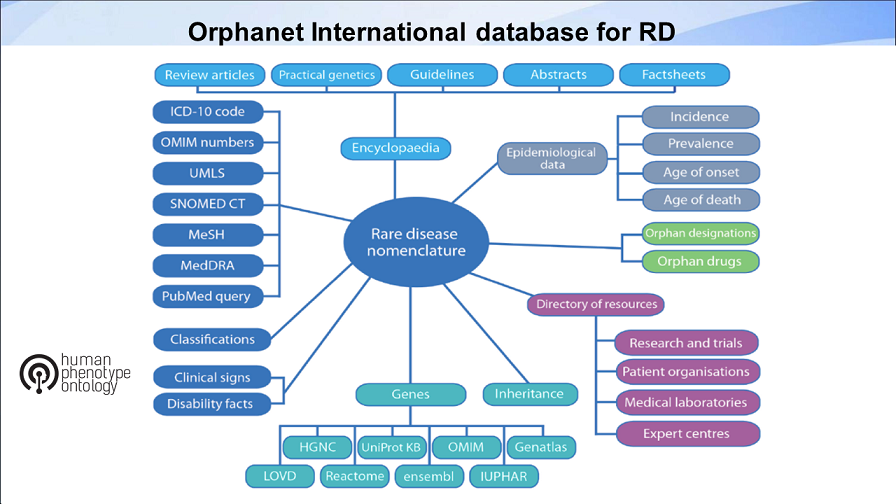 Orphanet International database for RD
Review articles
Practical genetics
Guidelines
Abstracts
Factsheets
ICD-10 code
OMIM numbers
UMLS
SNOMED CT
MeSH
MedDRA
PubMed query
Encyclopaedia
Epidemiological
data
Incidence
Prevalence
Age of onset
Age of death
Rare disease
nomenclature
Orphan designations
Orphan drugs
Directory of resources
Research and trials
Patient organisations
Medical laboratories
Expert centres
Classifications
Clinical signs
Disability facts
human
phenotype
ontology
Genes
Inheritance
HGNC
UniProt KB
OMIM
Genatlas
LOVD
Reactome
ensembl
IUPHAR